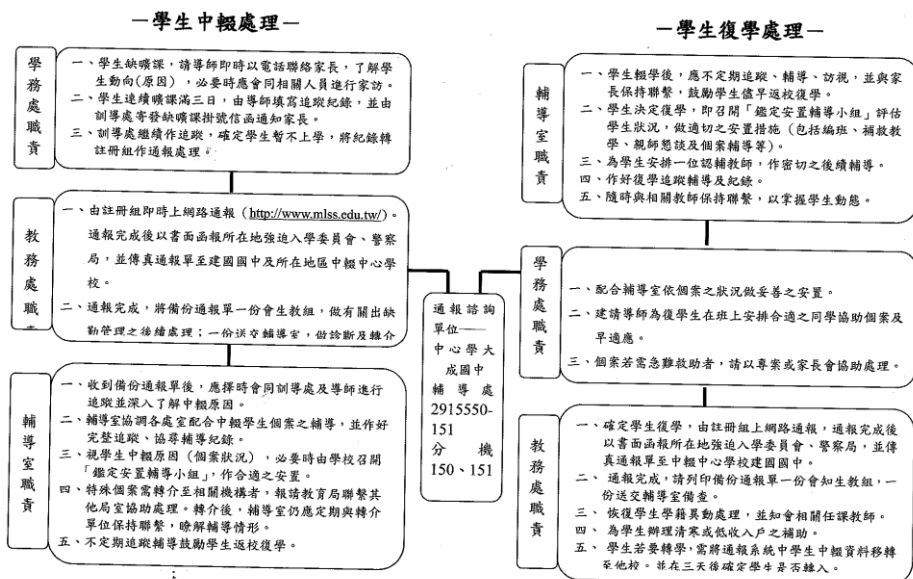 －學生中輟處理－
學務處職責
一、學生缺曠課，請導師即時以電話聯絡家長，了解學
生動向(原因)，必要時應會同相關人員進行家訪。
二、學生連續曠課滿三日，由導師填寫追蹤紀錄，並由
訓導處寄發缺曠課掛號信函通知家長。
三、訓導處繼續作追蹤，確定學生暫不上學，將紀錄轉
註冊組作通報處理。
教務處職責
一、由註冊組即時上網路通報（http://www.mlss.edu.tw/）。
通報完成後以書面函報所在地強迫入學委員會、警察
局，並傳真通報單至建國國中及所在地區中輟中心學
校。
二、通報完成，將備份通報單一份會生教組，做有關出缺
勤管理之後續處理；一份送交輔導室，做診斷及轉介
輔導室職責
一、收到備份通報單後，應擇時會同訓導處及導師進行
追蹤並深入了解中輟原因。
二、輔導室協調各處室配合中輟學生個案之輔導，並作好
完整追蹤、協尋輔導紀錄。
三、視學生中輟原因（個案狀況），必要時由學校召開
「鑑定安置輔導小組」，作合適之安置。
四、特殊個案需轉介至相關機構者，報請教育局聯繫其
他局室協助處理。轉介後，輔導室仍應定期與轉介
單位保持聯繫，瞭解輔導情形。
五、不定期追蹤輔導鼓勵學生返校復學。
通報諮詢
單位——
中心學大
成國中
輔導處
2915550-
151
分機
150、151
－學生復學處理－
輔導室職責
一、學生輟學後，應不定期追蹤、輔導、訪視，並與家
長保持聯繫，鼓勵學生儘早返校復學。
二、學生決定復學，即召開「鑑定安置輔導小組」評估
學生狀況，做適切之安置措施（包括編班、補救教
學、親師懇談及個案輔導等）。
三、為學生安排一位認輔教師，作密切之後續輔導。
四、作好復學追蹤輔導及紀錄。
五、隨時與相關教師保持聯繫，以掌握學生動態。
學務處職責
一、配合輔導室依個案之狀況做妥善之安置。
二、建請導師為復學生在班上安排合適之同學協助個案及
早適應。
三、個案若需急難救助者，請以專案或家長會協助處理。
教務處職責
一、確定學生復學，由註冊組上網路通報，通報完成後
以書面函報所在地強迫入學委員會、警察局，並傳
真通報單至中輟中心學校建國國中。
二、通報完成，請列印備份通報單一份會知生教組，一
份送交輔導室備查。
三、恢復學生學籍異動處理，並知會相關任課教師。
四、為學生辦理清寒或低收入戶之補助。
五、學生若要轉學，需將通報系統中學生中輟資料移轉
至他校。並在三天後確定學生是否轉入。